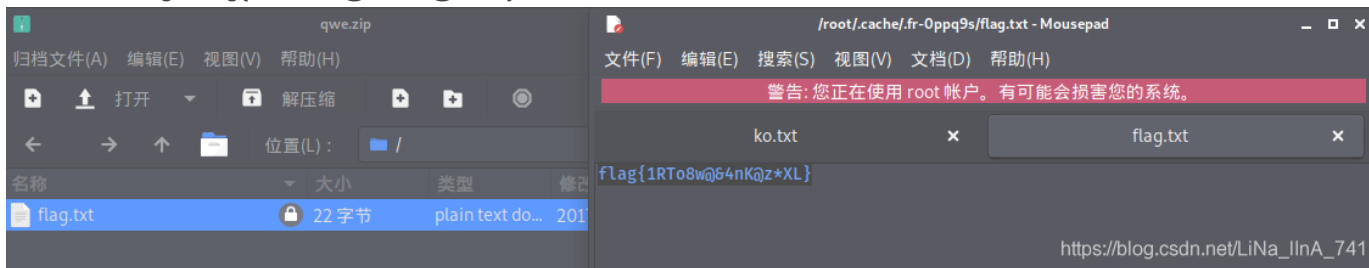 qwe.zip
归档文件(A) 编辑(E) 视图(V) 帮助(H)
打开 解压缩
位置(L)： /
名称 大小 类型 修改
flag.txt 22 字节 plain text do... 201
/root/.cache/.fr-0ppq9s/flag.txt - Mousepad
文件(F) 编辑(E) 搜索(S) 视图(V) 文档(D) 帮助(H)
警告: 您正在使用 root 帐户。有可能会损害您的系统。
ko.txt flag.txt
flag{1RTo8w@&4nK@z*XL}
https://blog.csdn.net/LiNa_lInA_741